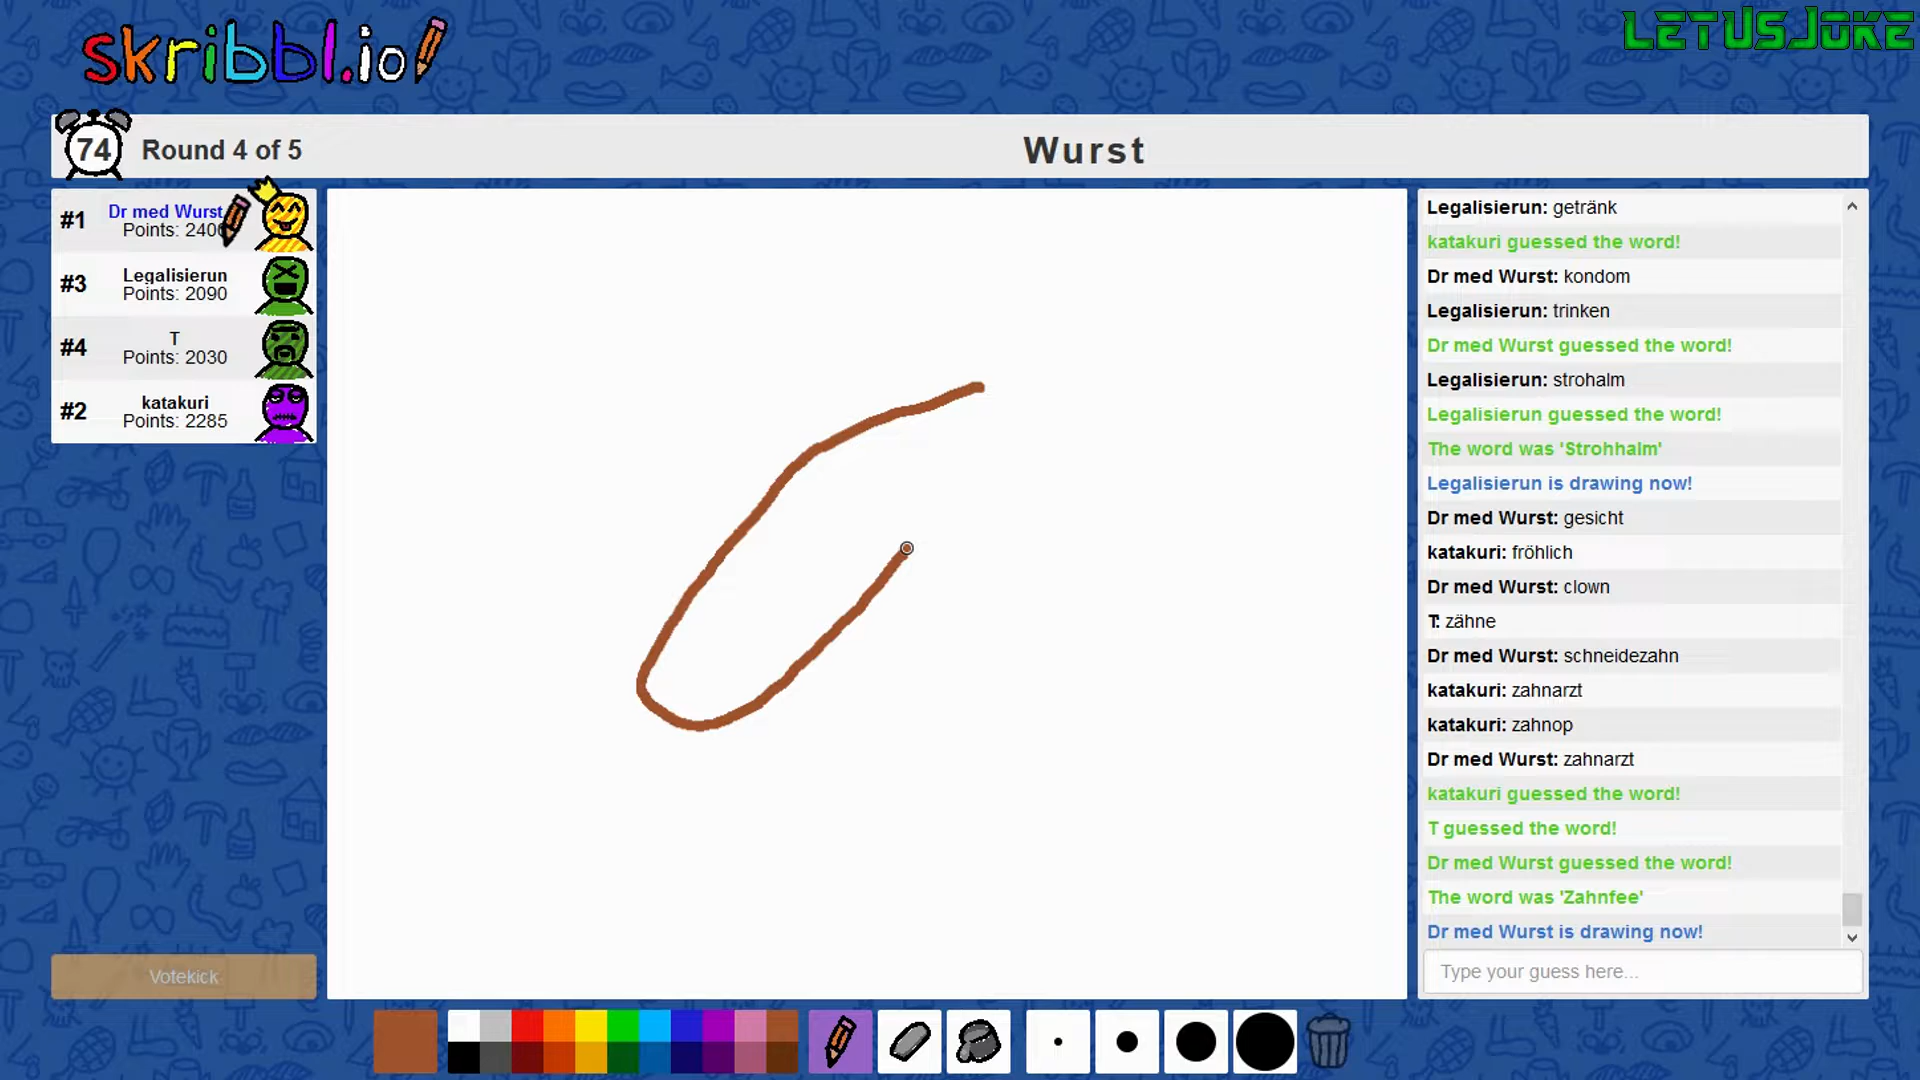 skribbl.io
LETUSJOKE
74
Round 4 of 5
Wurst
#1
Dr med Wurst
Points: 2406
#3
Legalisierun
Points: 2090
#4
T
Points: 2030
#2
katakuri
Points: 2285
Votekick
Legalisierun: getränk
katakuri guessed the word!
Dr med Wurst: kondom
Legalisierun: trinken
Dr med Wurst guessed the word!
Legalisierun: strohalm
Legalisierun guessed the word!
The word was 'Strohhalm'
Legalisierun is drawing now!
Dr med Wurst: gesicht
katakuri: fröhlich
Dr med Wurst: clown
T: zähne
Dr med Wurst: schneidezahn
katakuri: zahnarzt
katakuri: zahnop
Dr med Wurst: zahnarzt
katakuri guessed the word!
T guessed the word!
Dr med Wurst guessed the word!
The word was 'Zahnfee'
Dr med Wurst is drawing now!
Type your guess here...